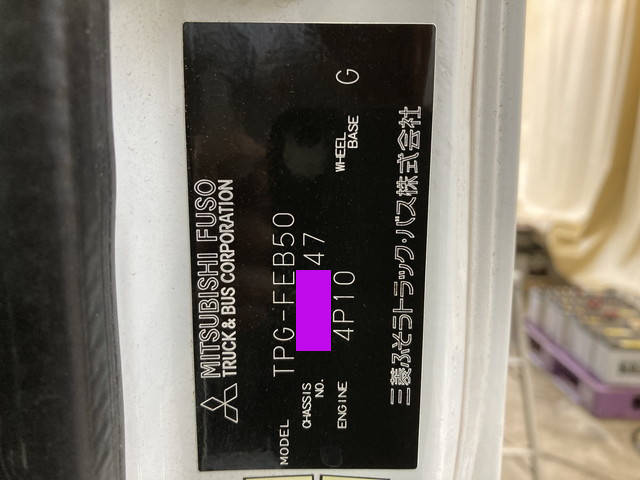 MITSUBISHI FUSO
TRUCK & BUS CORPORATION
MODEL TPG-FEB50
CHASSIS NO. 47
ENGINE 4P10 WHEEL BASE G
三菱ふそうトラック・バス株式会社